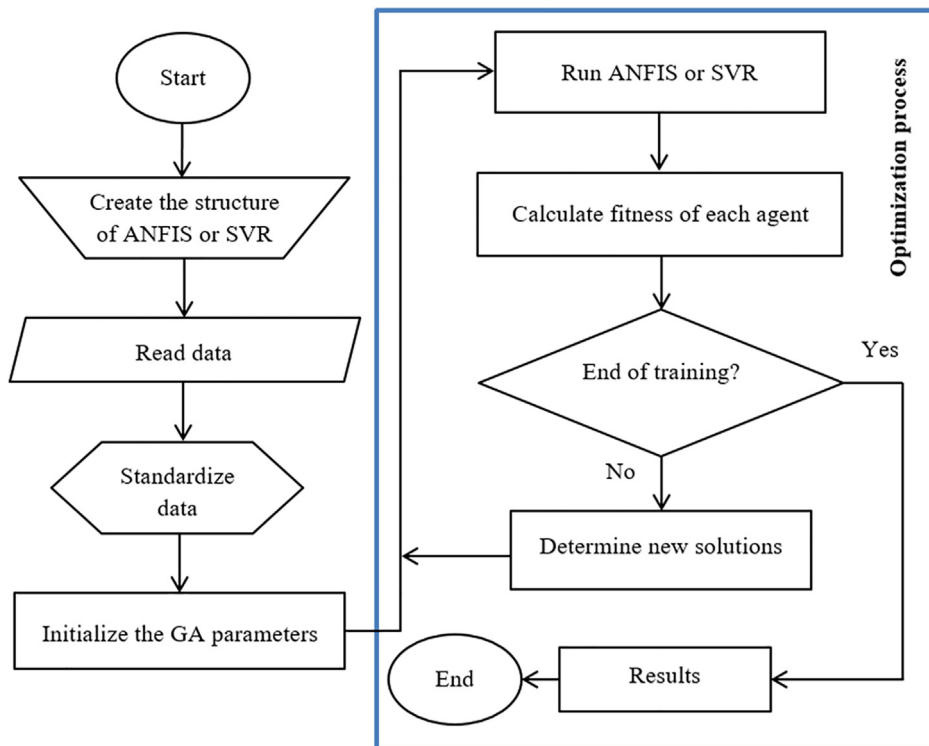 Start
Create the structure
of ANFIS or SVR
Read data
Standardize
data
Initialize the GA parameters
Run ANFIS or SVR
Calculate fitness of each agent
End of training?
Yes
No
Determine new solutions
Results
End
Optimization process